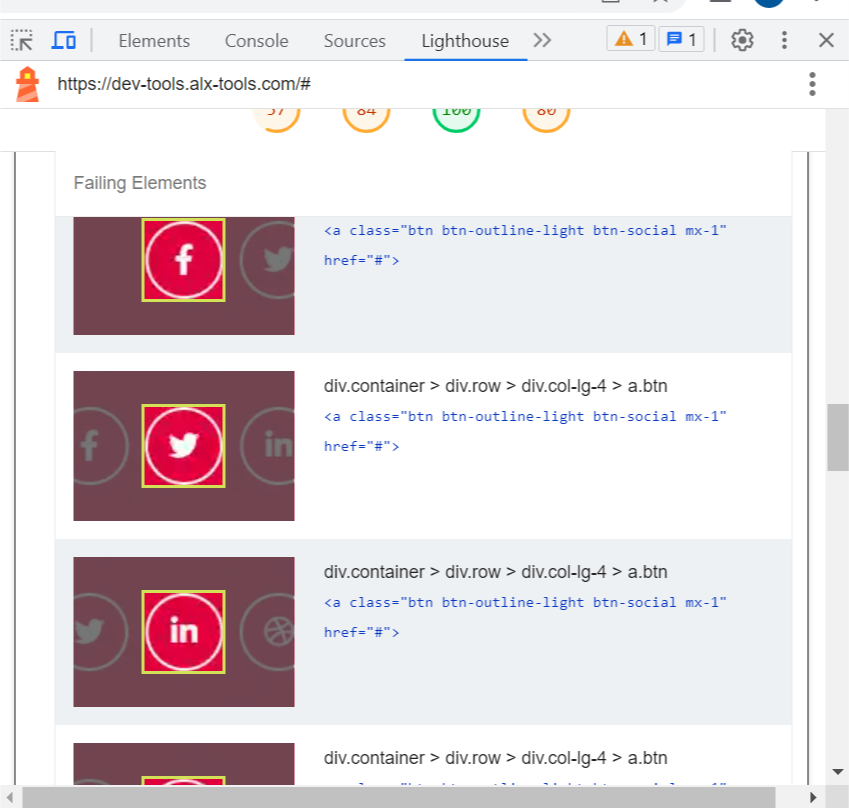 Elements Console Sources Lighthouse 1 1
https://dev-tools.alx-tools.com/#
57 84 100 80
Failing Elements
<a class="btn btn-outline-light btn-social mx-1"
href="#">
div.container > div.row > div.col-lg-4 > a.btn
<a class="btn btn-outline-light btn-social mx-1"
href="#">
div.container > div.row > div.col-lg-4 > a.btn
<a class="btn btn-outline-light btn-social mx-1"
href="#">
div.container > div.row > div.col-lg-4 > a.btn